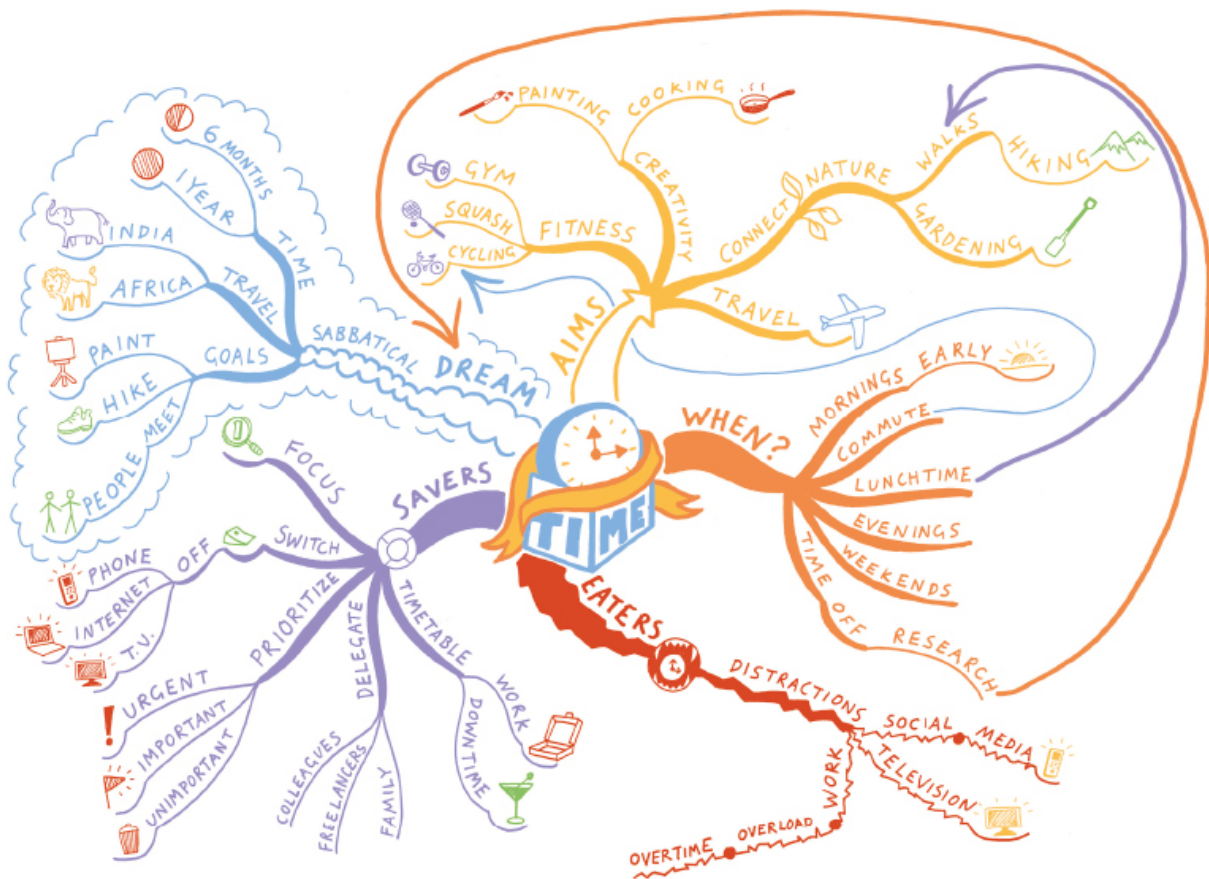 TIME
AIMS
CREATIVITY
PAINTING
COOKING
FITNESS
GYM
SQUASH
CYCLING
CONNECT
NATURE
WALKS
HIKING
GARDENING
TRAVEL
WHEN?
MORNINGS
EARLY
COMMUTE
LUNCHTIME
EVENINGS
WEEKENDS
TIME
OFF
RESEARCH
EATERS
DISTRACTIONS
SOCIAL
MEDIA
TELEVISION
WORK
OVERLOAD
OVERTIME
SAVERS
TIMETABLE
WORK
DOWNTIME
DELEGATE
COLLEAGUES
FREELANCERS
FAMILY
PRIORITIZE
URGENT
IMPORTANT
UNIMPORTANT
SWITCH
OFF
PHONE
INTERNET
T.V.
FOCUS
DREAM
SABBATICAL
TIME
6 MONTHS
1 YEAR
TRAVEL
INDIA
AFRICA
GOALS
PAINT
HIKE
MEET
PEOPLE